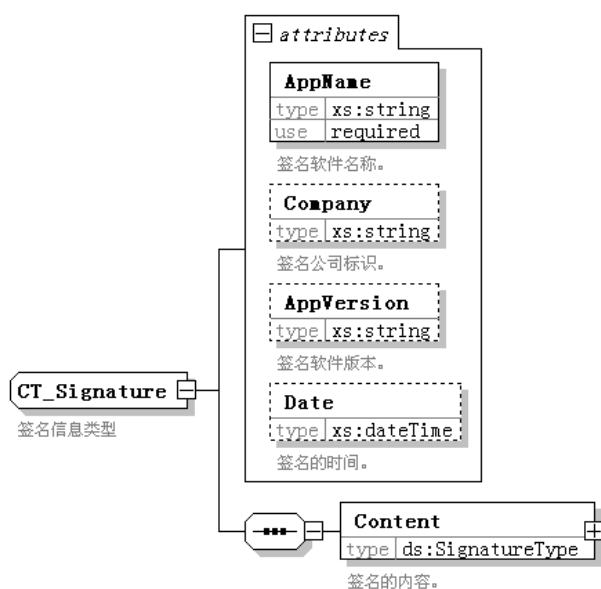 attributes
AppName
type xs:string
use required
签名软件名称。
Company
type xs:string
签名公司标识。
AppVersion
type xs:string
签名软件版本。
Date
type xs:dateTime
签名的时间。
CT_Signature
签名信息类型
Content
type ds:SignatureType
签名的内容。